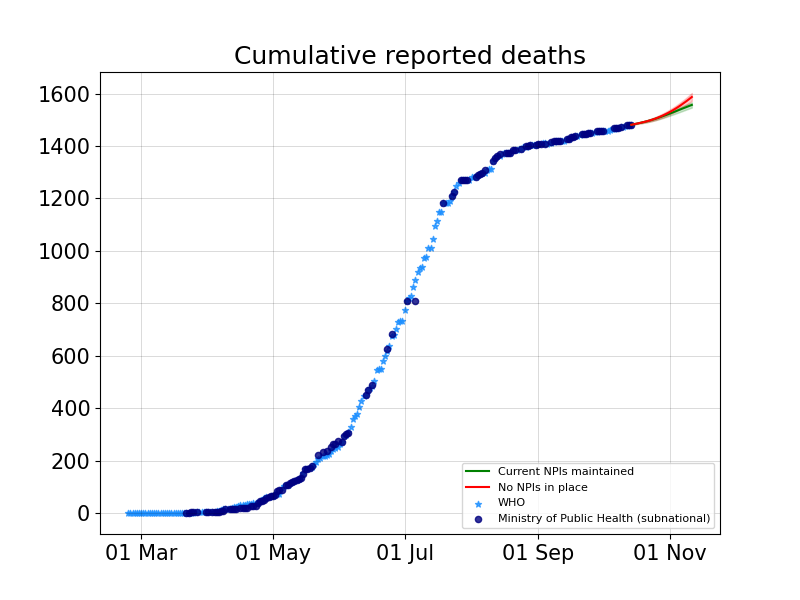 Cumulative reported deaths
1600
1400
1200
1000
800
600
400
200
0
01 Mar 01 May 01 Jul 01 Sep 01 Nov
Current NPIs maintained
No NPIs in place
WHO
Ministry of Public Health (subnational)